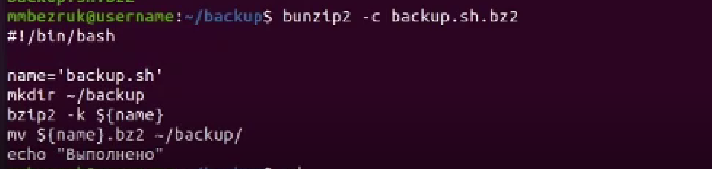 mmbezruk@username:~/backup$ bunzip2 -c backup.sh.bz2
#!/bin/bash
name='backup.sh'
mkdir ~/backup
bzip2 -k ${name}
mv ${name}.bz2 ~/backup/
echo "Выполнено"